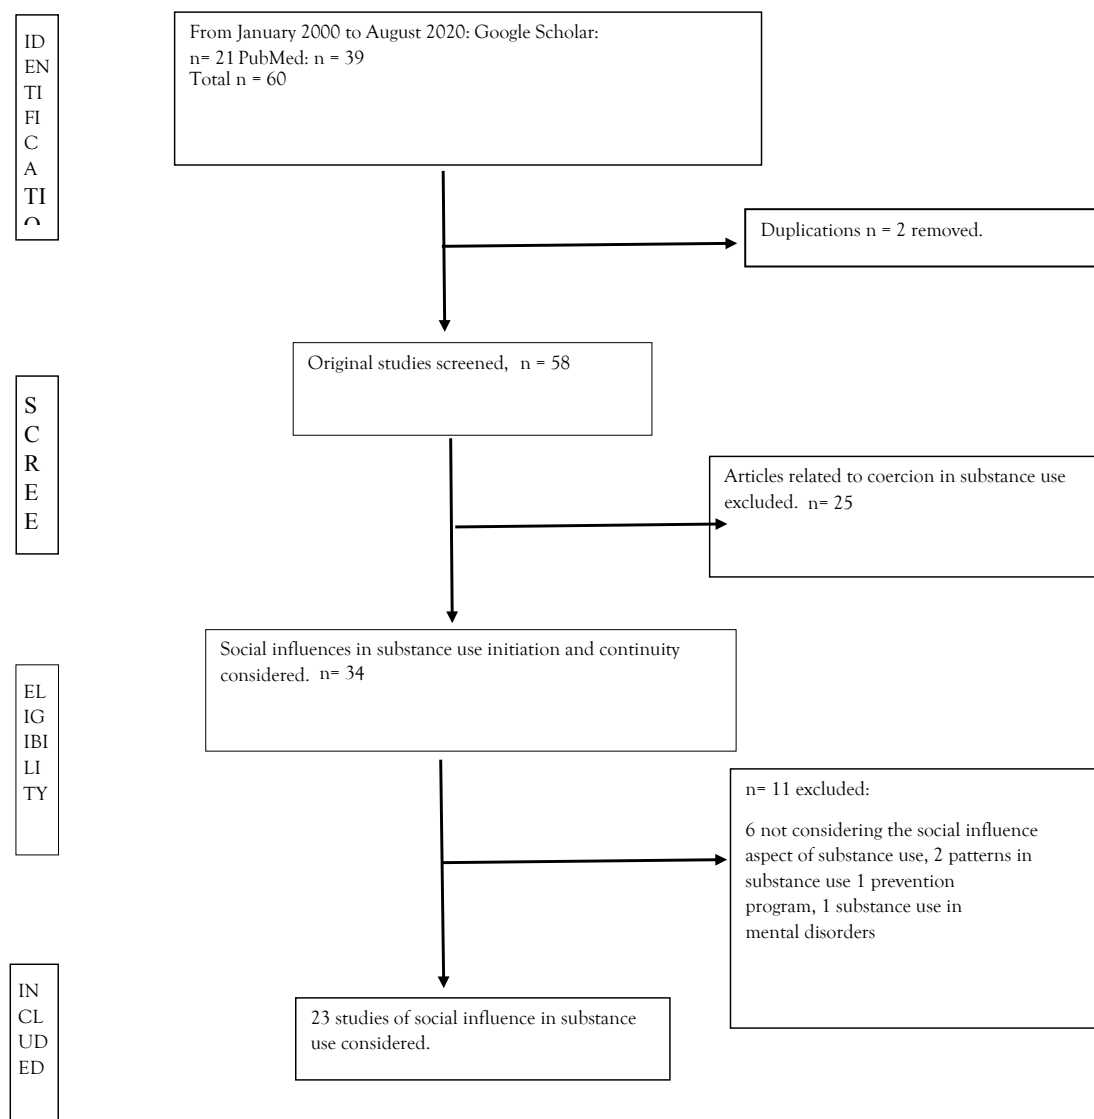 ID
EN
TI
FI
C
A
TIO
From January 2000 to August 2020: Google Scholar:
n= 21 PubMed: n = 39
Total n = 60
Duplications n = 2 removed.
Original studies screened, n = 58
S
C
R
E
E
Articles related to coercion in substance use
excluded. n= 25
Social influences in substance use initiation and continuity
considered. n= 34
EL
IG
IBI
LI
TY
n= 11 excluded:
6 not considering the social influence
aspect of substance use, 2 patterns in
substance use 1 prevention
program, 1 substance use in
mental disorders
IN
CL
UD
ED
23 studies of social influence in substance
use considered.